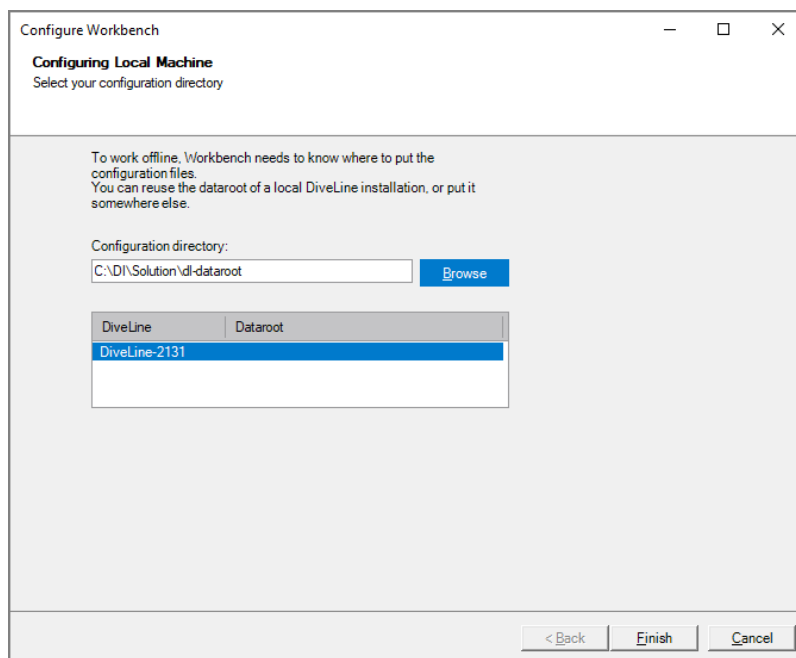 Configure Workbench
Configuring Local Machine
Select your configuration directory
To work offline, Workbench needs to know where to put the
configuration files.
You can reuse the dataroot of a local DiveLine installation, or put it
somewhere else.
Configuration directory:
C:\DI\Solution\dl-dataroot
Browse
DiveLine Dataroot
DiveLine-2131
< Back Finish Cancel